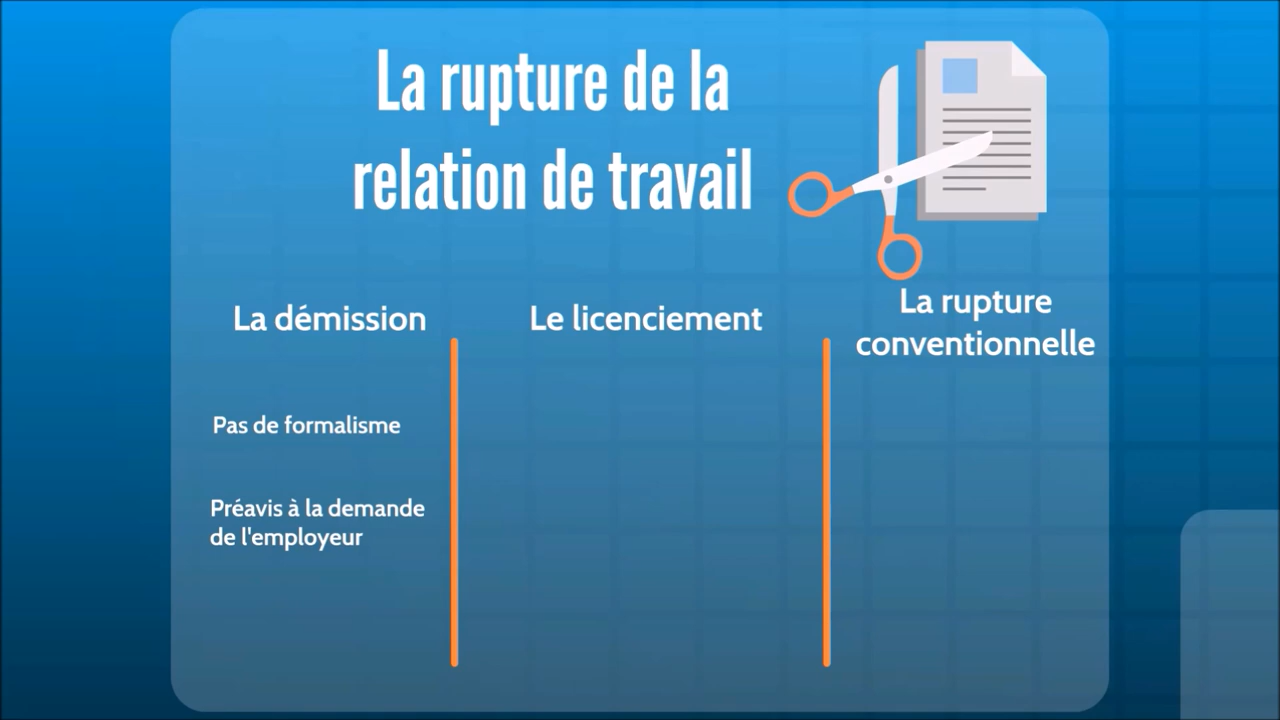 La rupture de la
relation de travail
La démission
Le licenciement
La rupture
conventionnelle
Pas de formalisme
Préavis à la demande
de l'employeur